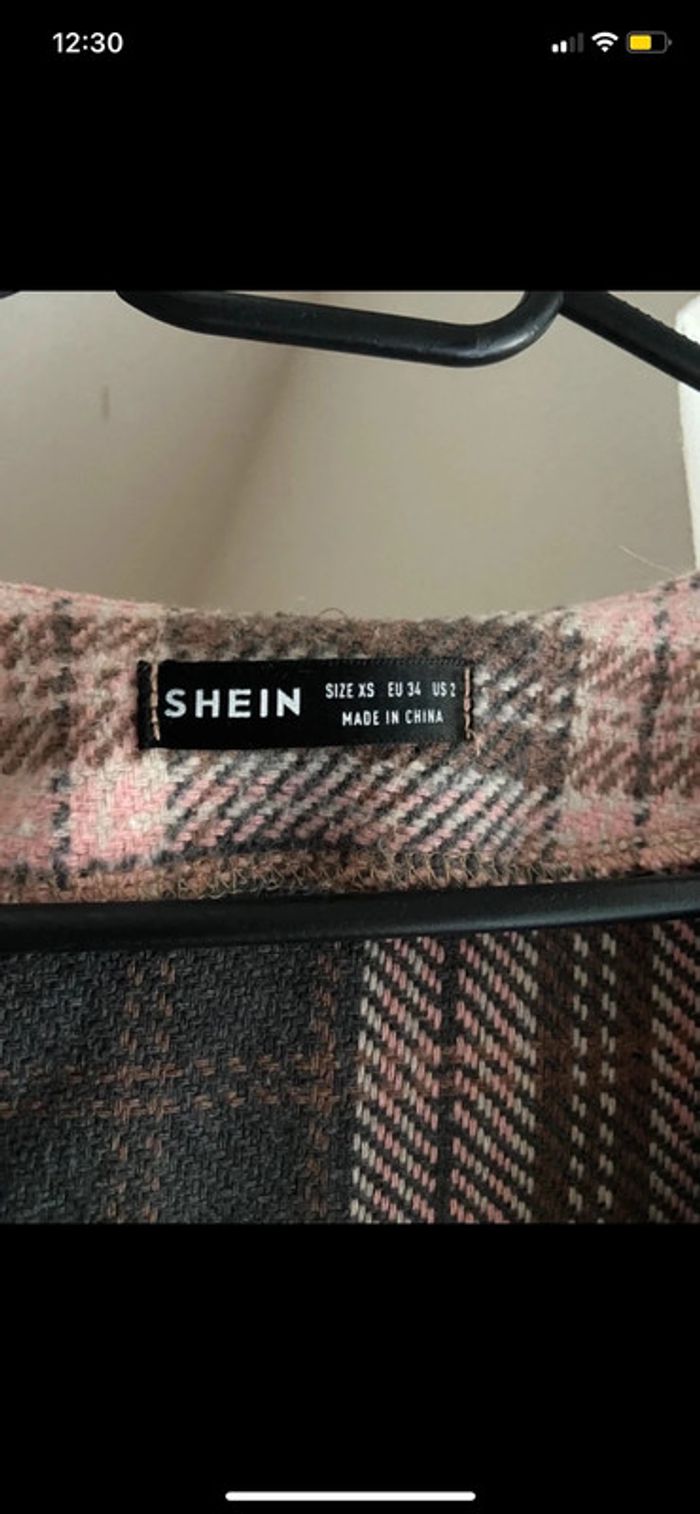 12:30
SHEIN
SIZE XS EU 34 US 2
MADE IN CHINA